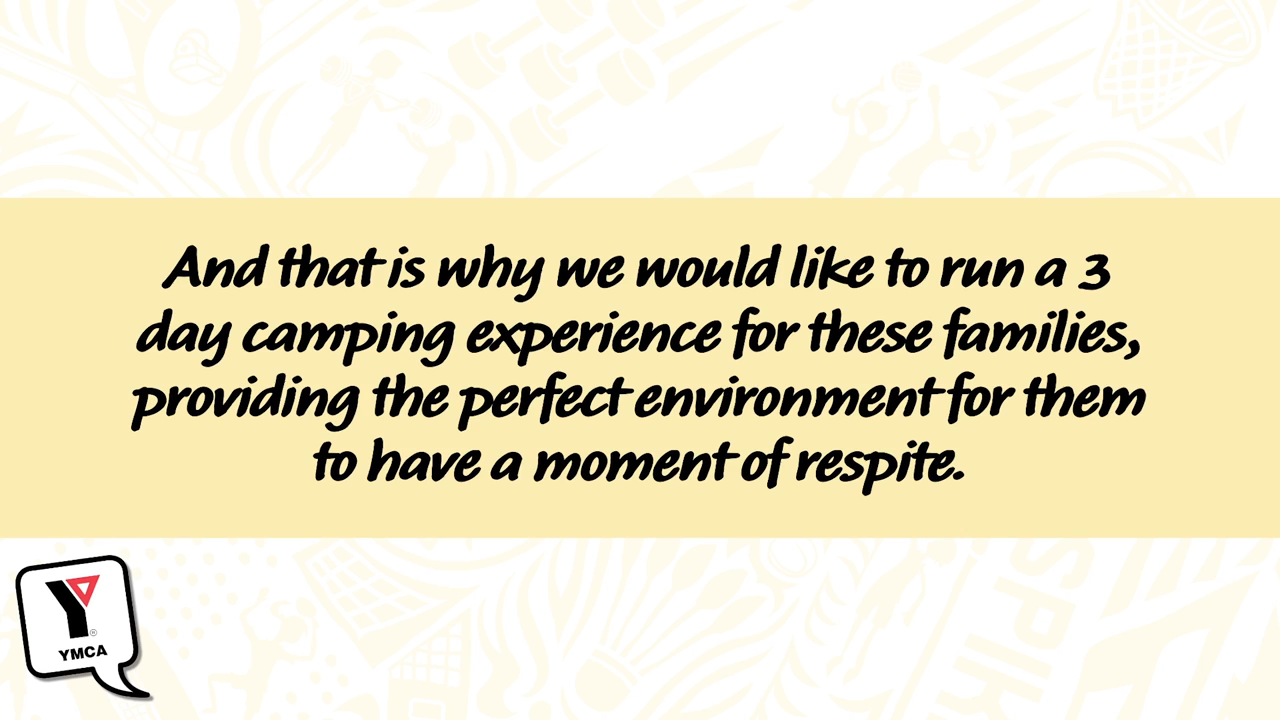 And that is why we would like to run a 3
day camping experience for these families,
providing the perfect environment for them
to have a moment of respite.
Y
®
YMCA
SPIK